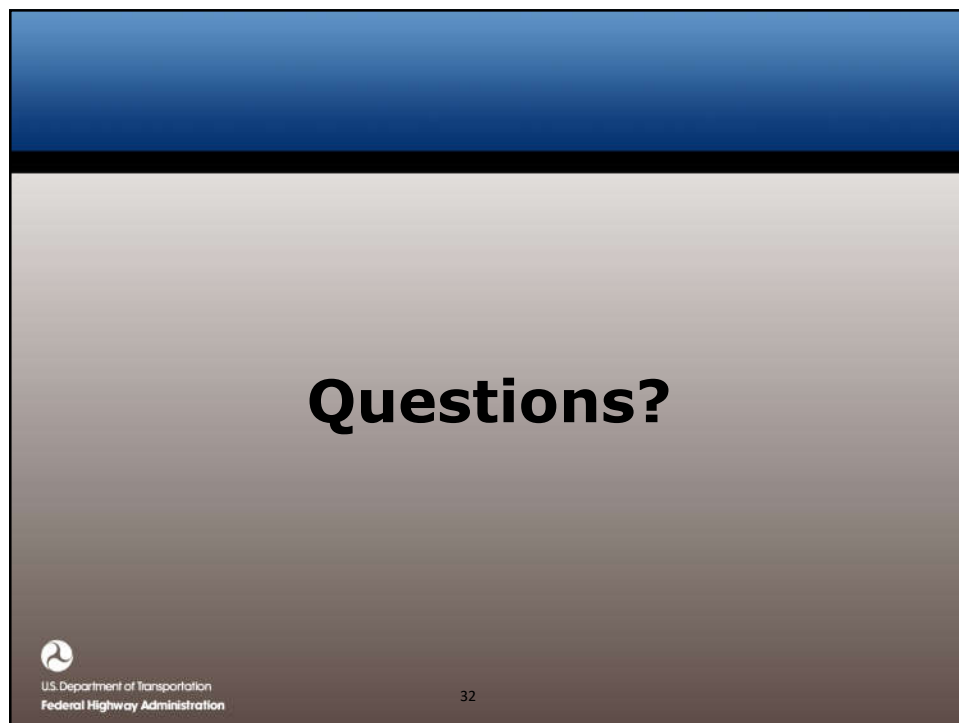 Questions?
U.S. Department of Transportation
Federal Highway Administration
32